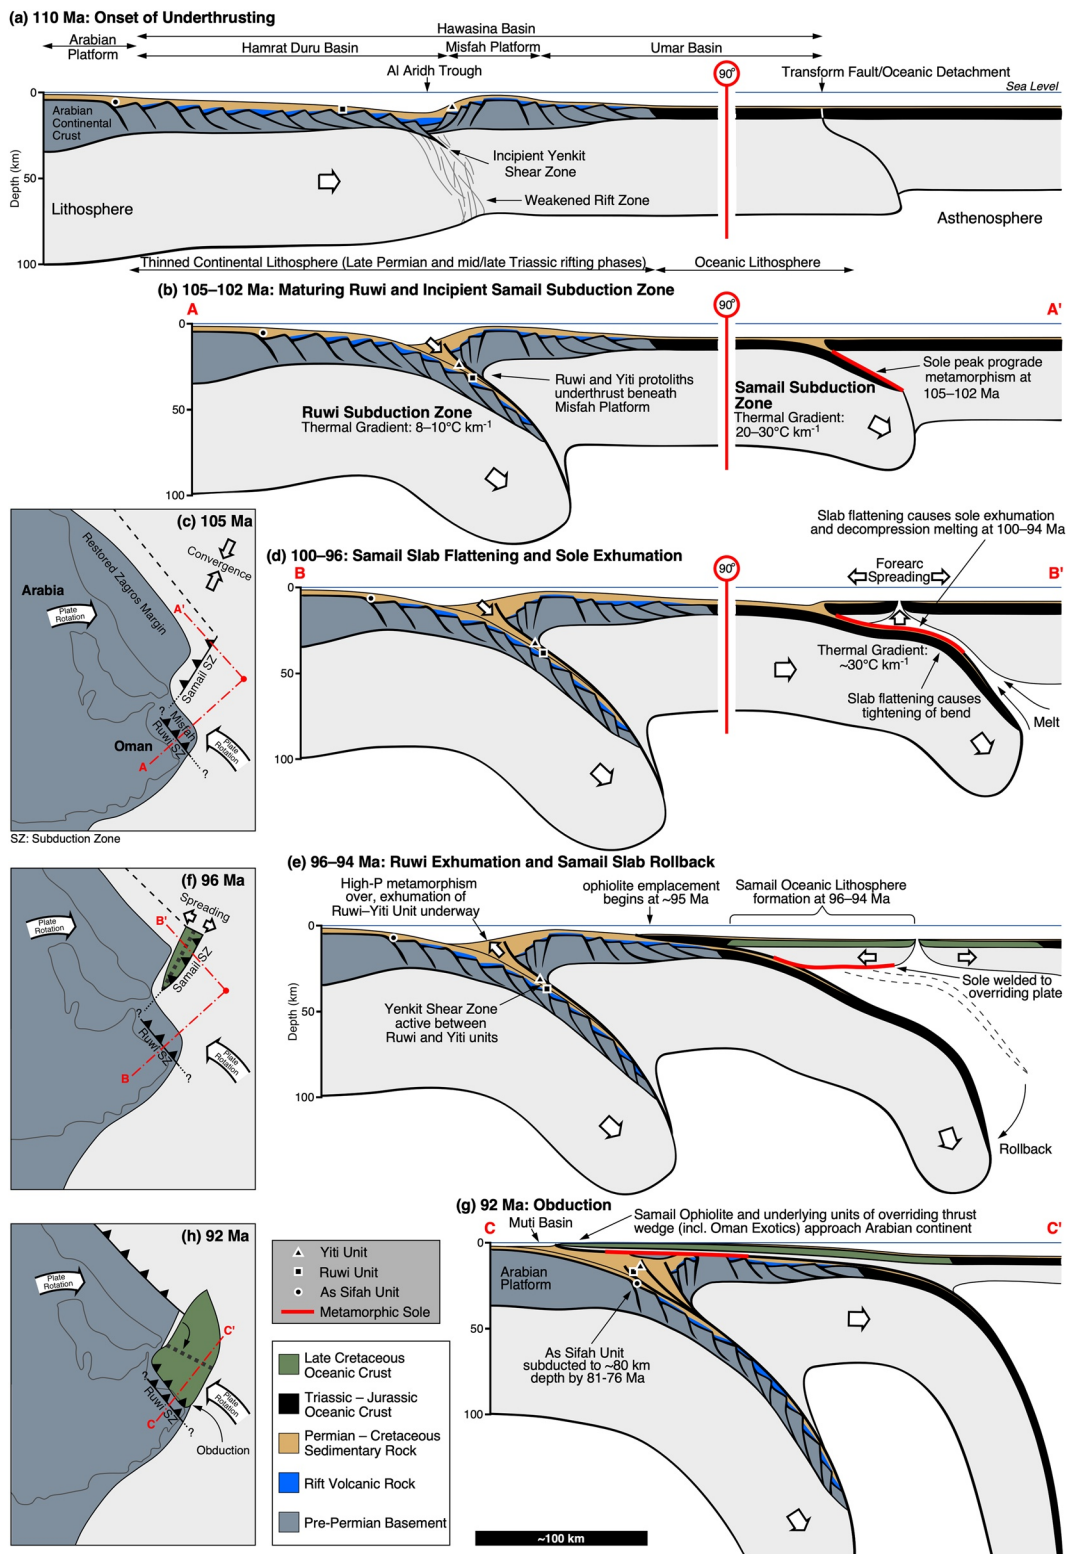 (a) 110 Ma: Onset of Underthrusting
Hawasina Basin
Arabian
Platform
Hamrat Duru Basin
Misfah Platform
Umar Basin
Al Aridh Trough
90°
Transform Fault/Oceanic Detachment
Sea Level
0
50
100
Depth (km)
Arabian
Continental
Crust
Incipient Yenkit
Shear Zone
Weakened Rift Zone
Lithosphere
Asthenosphere
Thinned Continental Lithosphere (Late Permian and mid/late Triassic rifting phases)
Oceanic Lithosphere
(b) 105–102 Ma: Maturing Ruwi and Incipient Samail Subduction Zone
A
90°
A'
0
50
100
Sole peak prograde
metamorphism at
105–102 Ma
Ruwi and Yiti protoliths
underthrust beneath
Misfah Platform
Ruwi Subduction Zone
Thermal Gradient: 8–10°C km-1
Samail Subduction
Zone
Thermal Gradient:
20–30°C km-1
(c) 105 Ma
Restored Zagros Margin
Convergence
Arabia
Plate
Rotation
A'
Samail SZ
?
Misfah
Ruwi SZ
Oman
A
?
Plate
Rotation
SZ: Subduction Zone
Slab flattening causes sole exhumation
and decompression melting at 100–94 Ma
(d) 100–96: Samail Slab Flattening and Sole Exhumation
B
90°
Forearc
Spreading
B'
0
50
100
Thermal Gradient:
~30°C km-1
Slab flattening causes
tightening of bend
Melt
(e) 96–94 Ma: Ruwi Exhumation and Samail Slab Rollback
High-P metamorphism
over, exhumation of
Ruwi–Yiti Unit underway
ophiolite emplacement
begins at ~95 Ma
Samail Oceanic Lithosphere
formation at 96–94 Ma
0
50
100
Depth (km)
Yenkit Shear Zone
active between
Ruwi and Yiti units
Sole welded to
overriding plate
Rollback
(f) 96 Ma
Spreading
Plate
Rotation
B'
Samail SZ
?
Ruwi SZ
B
?
Plate
Rotation
(g) 92 Ma: Obduction
C
Muti Basin
Samail Ophiolite and underlying units of overriding thrust
wedge (incl. Oman Exotics) approach Arabian continent
C'
0
50
100
Arabian
Platform
As Sifah Unit
subducted to ~80 km
depth by 81-76 Ma
(h) 92 Ma
Plate
Rotation
C'
?
Ruwi SZ
C
?
Plate
Rotation
Obduction
Yiti Unit
Ruwi Unit
As Sifah Unit
Metamorphic Sole
Late Cretaceous
Oceanic Crust
Triassic – Jurassic
Oceanic Crust
Permian – Cretaceous
Sedimentary Rock
Rift Volcanic Rock
Pre-Permian Basement
~100 km